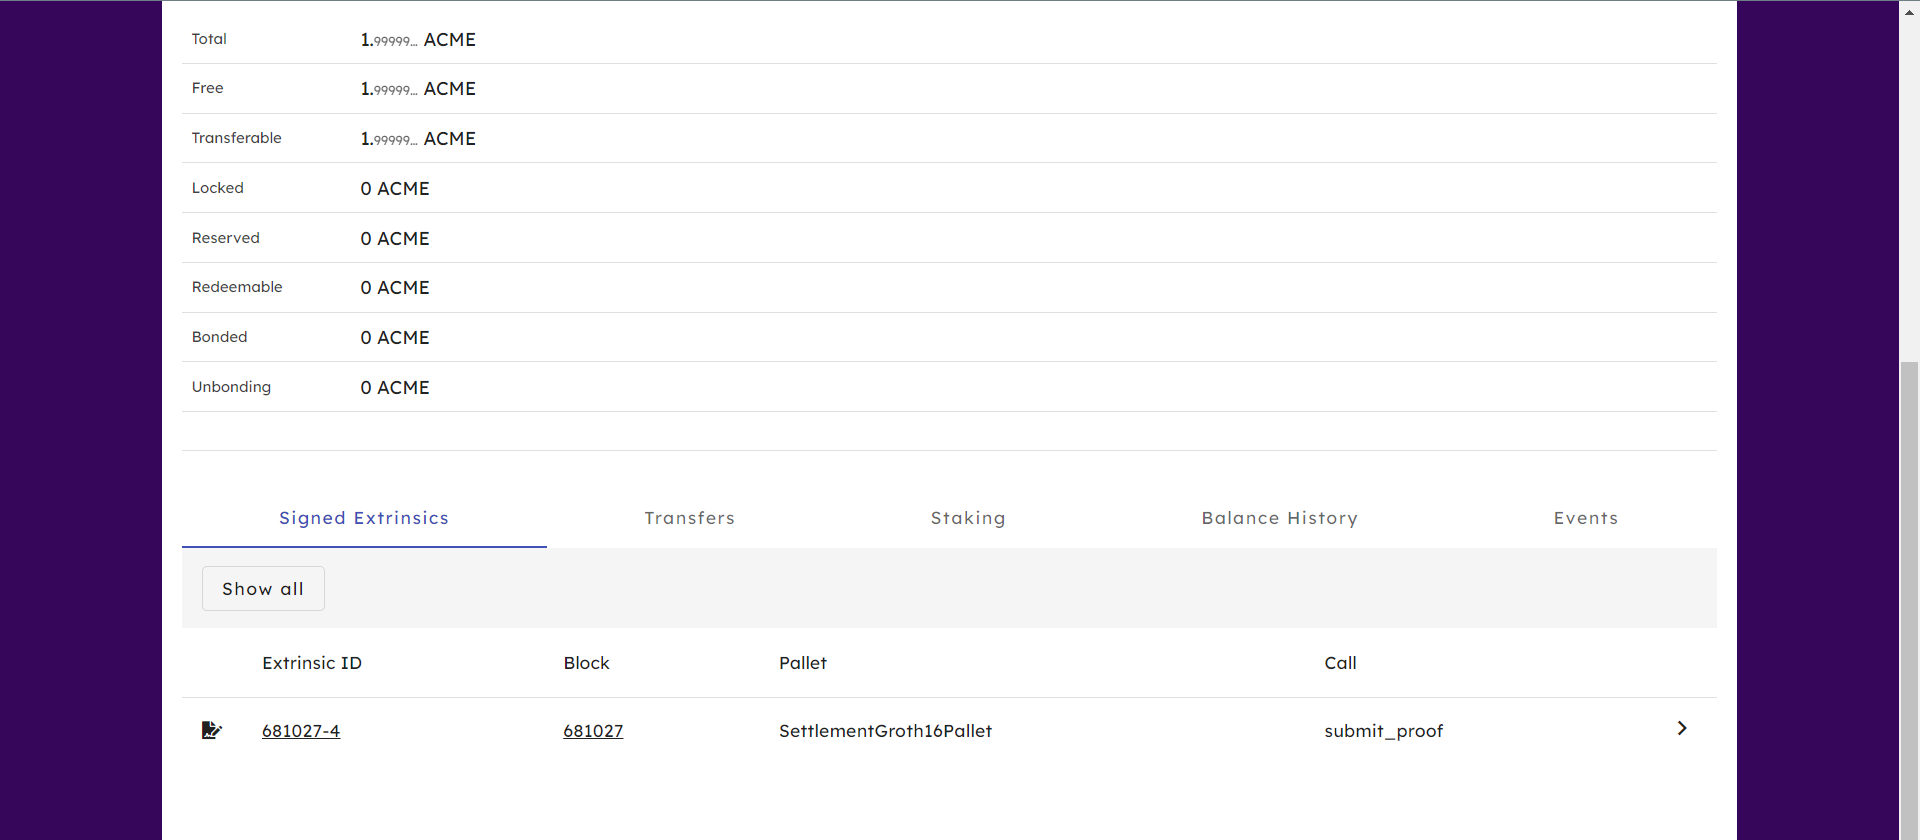 Total 1.99999... ACME
Free 1.99999... ACME
Transferable 1.99999... ACME
Locked 0 ACME
Reserved 0 ACME
Redeemable 0 ACME
Bonded 0 ACME
Unbonding 0 ACME
Signed Extrinsics Transfers Staking Balance History Events
Show all
Extrinsic ID Block Pallet Call
681027-4 681027 SettlementGroth16Pallet submit_proof